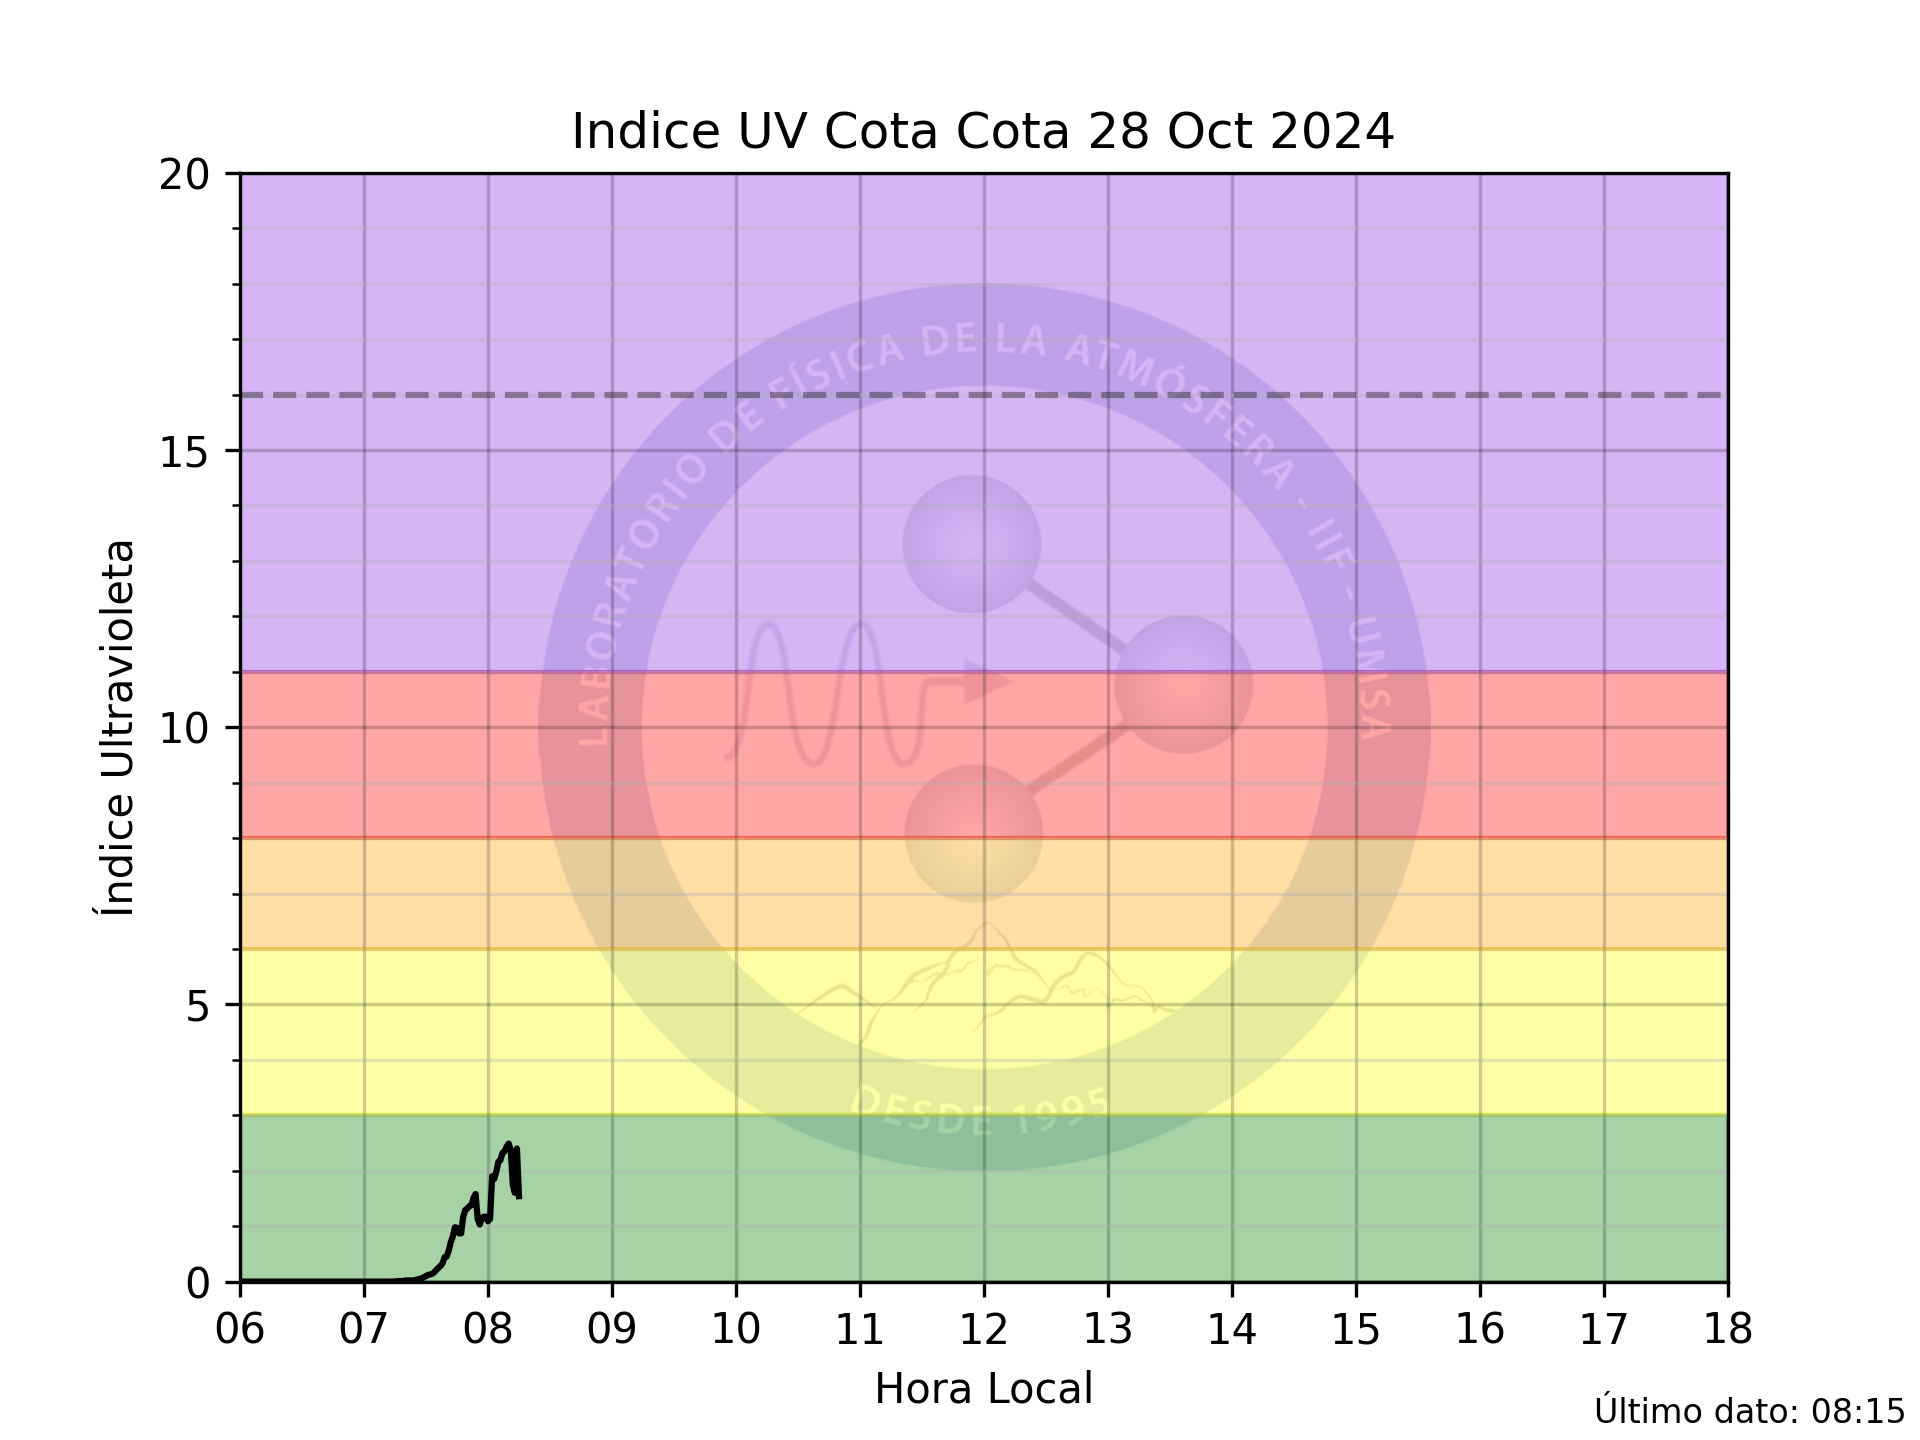 Indice UV Cota Cota 28 Oct 2024
20
15
10
5
0
Índice Ultravioleta
LABORATORIO DE FÍSICA DE LA ATMÓSFERA - IIF - UMSA
DESDE 1995
06 07 08 09 10 11 12 13 14 15 16 17 18
Hora Local
Último dato: 08:15